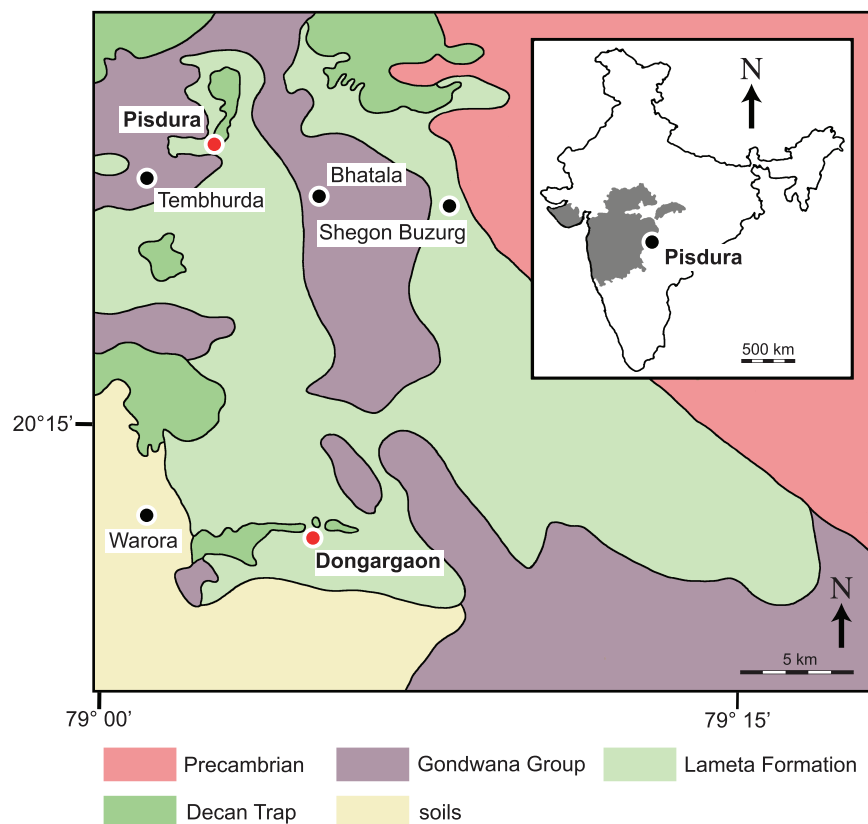 Pisdura
Tembhurda
Bhatala
Shegon Buzurg
N
Pisdura
500 km
20°15’
Warora
Dongargaon
N
5 km
79° 00’
79° 15’
Precambrian
Gondwana Group
Lameta Formation
Decan Trap
soils